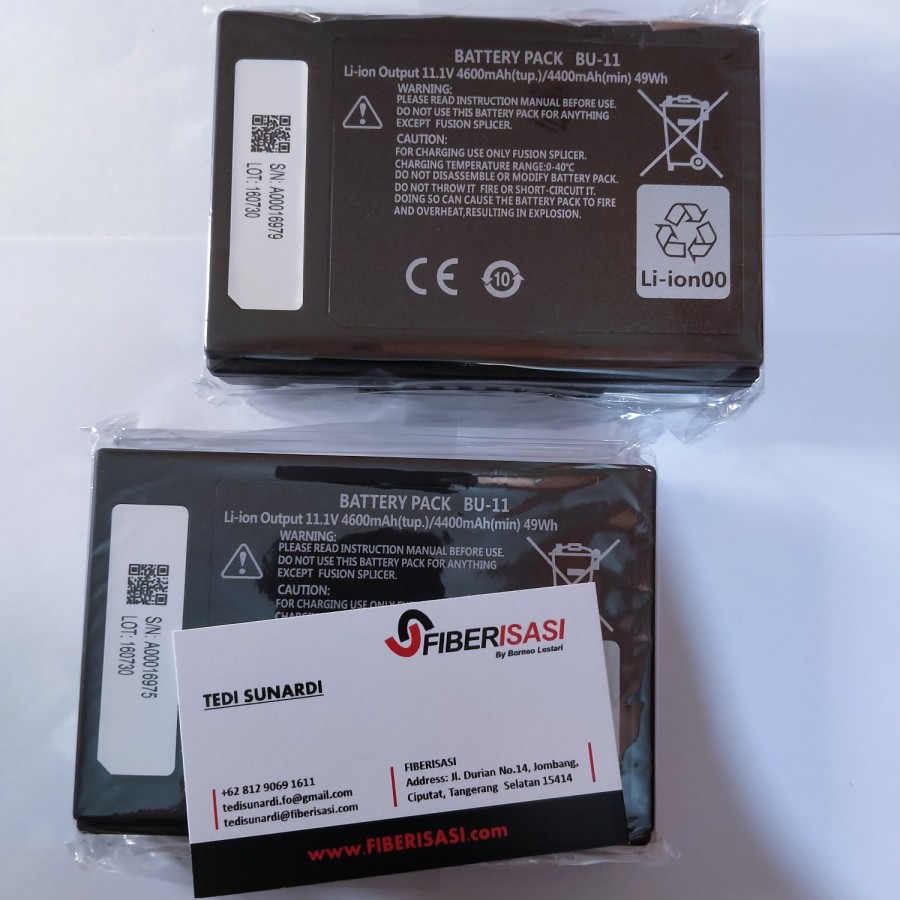 BATTERY PACK BU-11
Li-ion Output 11.1V 4600mAh(tup.)/4400mAh(min) 49Wh
WARNING:
PLEASE READ INSTRUCTION MANUAL BEFORE USE.
DO NOT USE THIS BATTERY PACK FOR ANYTHING
EXCEPT FUSION SPLICER.
CAUTION:
FOR CHARGING USE ONLY FUSION SPLICER.
CHARGING TEMPERATURE RANGE:0-40℃
DO NOT DISASSEMBLE OR MODIFY BATTERY PACK.
DO NOT THROW IT FIRE OR SHORT-CIRCUIT IT.
DOING SO CAN CAUSE THE BATTERY PACK TO FIRE
AND OVERHEAT,RESULTING IN EXPLOSION.
CE
10
Li-ion00
S/N: A00016979
LOT: 160730
BATTERY PACK BU-11
Li-ion Output 11.1V 4600mAh(tup.)/4400mAh(min) 49Wh
WARNING:
PLEASE READ INSTRUCTION MANUAL BEFORE USE.
DO NOT USE THIS BATTERY PACK FOR ANYTHING
EXCEPT FUSION SPLICER.
CAUTION:
FOR CHARGING USE ONLY
S/N: A00016975
LOT: 160730
FIBERISASI
By Borneo Lestari
TEDI SUNARDI
+62 812 9069 1611
tedisunardi.fo@gmail.com
tedisunardi@fiberisasi.com
FIBERISASI
Address: Jl. Durian No.14, Jombang,
Ciputat, Tangerang Selatan 15414
www.FIBERISASI.com